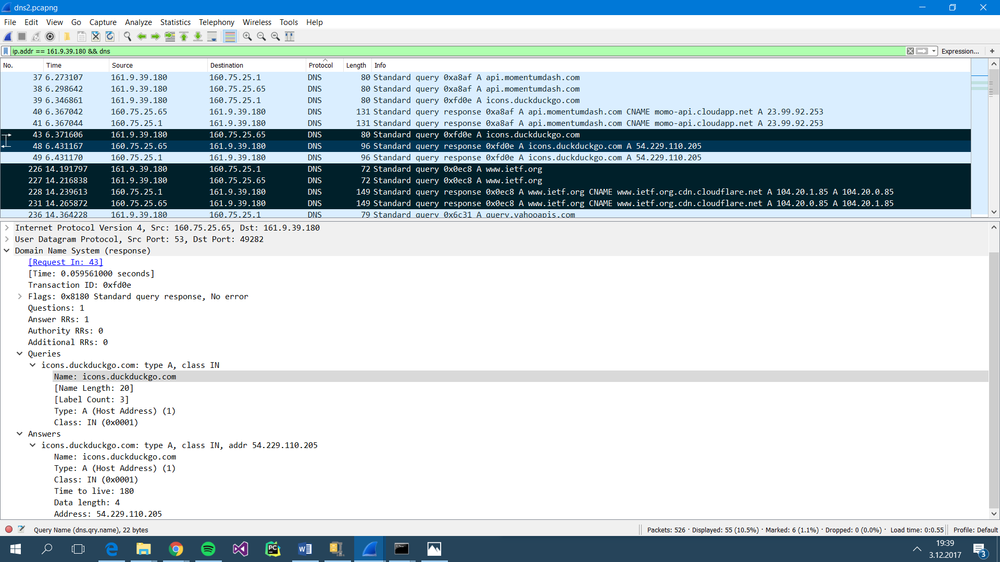 dns2.pcapng
File Edit View Go Capture Analyze Statistics Telephony Wireless Tools Help
ip.addr == 161.9.39.180 && dns Expression... +
No. Time Source Destination Protocol Length Info
37 6.273107 161.9.39.180 160.75.25.1 DNS 80 Standard query 0xa8af A api.momentumdash.com
38 6.298642 161.9.39.180 160.75.25.65 DNS 80 Standard query 0xa8af A api.momentumdash.com
39 6.346861 161.9.39.180 160.75.25.1 DNS 80 Standard query 0xfd0e A icons.duckduckgo.com
40 6.367042 160.75.25.65 161.9.39.180 DNS 131 Standard query response 0xa8af A api.momentumdash.com CNAME momo-api.cloudapp.net A 23.99.92.253
41 6.367044 160.75.25.1 161.9.39.180 DNS 131 Standard query response 0xa8af A api.momentumdash.com CNAME momo-api.cloudapp.net A 23.99.92.253
43 6.371606 161.9.39.180 160.75.25.65 DNS 80 Standard query 0xfd0e A icons.duckduckgo.com
48 6.431167 160.75.25.65 161.9.39.180 DNS 96 Standard query response 0xfd0e A icons.duckduckgo.com A 54.229.110.205
49 6.431170 160.75.25.1 161.9.39.180 DNS 96 Standard query response 0xfd0e A icons.duckduckgo.com A 54.229.110.205
226 14.191797 161.9.39.180 160.75.25.1 DNS 72 Standard query 0x0ec8 A www.ietf.org
227 14.216838 161.9.39.180 160.75.25.65 DNS 72 Standard query 0x0ec8 A www.ietf.org
228 14.239613 160.75.25.1 161.9.39.180 DNS 149 Standard query response 0x0ec8 A www.ietf.org CNAME www.ietf.org.cdn.cloudflare.net A 104.20.1.85 A 104.20.0.85
231 14.265872 160.75.25.65 161.9.39.180 DNS 149 Standard query response 0x0ec8 A www.ietf.org CNAME www.ietf.org.cdn.cloudflare.net A 104.20.0.85 A 104.20.1.85
236 14.364228 161.9.39.180 160.75.25.1 DNS 79 Standard query 0x6c31 A query.yahooapis.com
Internet Protocol Version 4, Src: 160.75.25.65, Dst: 161.9.39.180
User Datagram Protocol, Src Port: 53, Dst Port: 49282
Domain Name System (response)
[Request In: 43]
[Time: 0.059561000 seconds]
Transaction ID: 0xfd0e
Flags: 0x8180 Standard query response, No error
Questions: 1
Answer RRs: 1
Authority RRs: 0
Additional RRs: 0
Queries
icons.duckduckgo.com: type A, class IN
Name: icons.duckduckgo.com
[Name Length: 20]
[Label Count: 3]
Type: A (Host Address) (1)
Class: IN (0x0001)
Answers
icons.duckduckgo.com: type A, class IN, addr 54.229.110.205
Name: icons.duckduckgo.com
Type: A (Host Address) (1)
Class: IN (0x0001)
Time to live: 180
Data length: 4
Address: 54.229.110.205
Query Name (dns.qry.name), 22 bytes Packets: 526 · Displayed: 55 (10.5%) · Marked: 6 (1.1%) · Dropped: 0 (0.0%) · Load time: 0:0.55 Profile: Default
19:39
3.12.2017
3